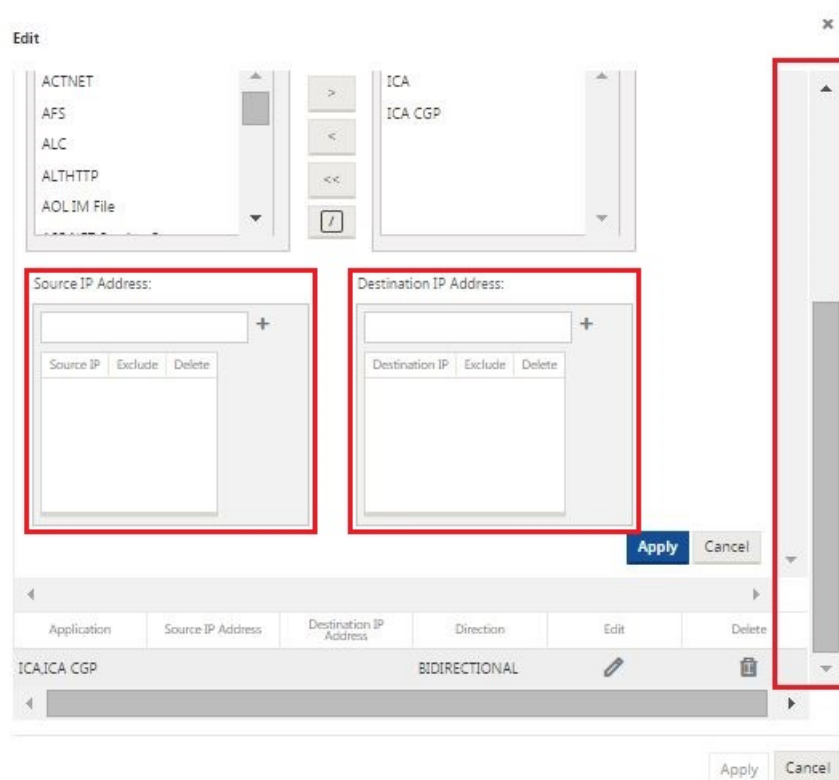 Edit
ACTNET
AFS
ALC
ALTHTTP
AOL IM File
>
<
<<
/
ICA
ICA CGP
Source IP Address:
+
Source IP Exclude Delete
Destination IP Address:
+
Destination IP Exclude Delete
Apply Cancel
Application Source IP Address Destination IP Address Direction Edit Delete
ICA,ICA CGP BIDIRECTIONAL
Apply Cancel